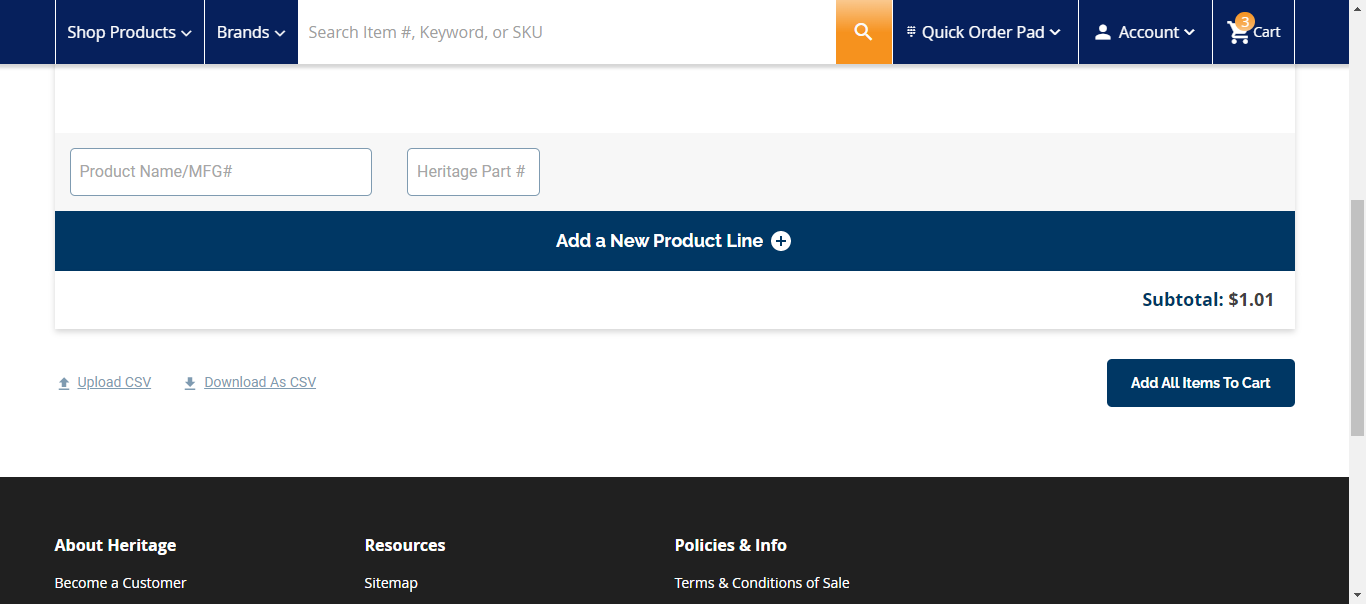 Shop Products
Brands
Search Item #, Keyword, or SKU
Quick Order Pad
Account
3
Cart
Product Name/MFG#
Heritage Part #
Add a New Product Line
Subtotal: $1.01
Upload CSV
Download As CSV
Add All Items To Cart
About Heritage
Resources
Policies & Info
Become a Customer
Sitemap
Terms & Conditions of Sale